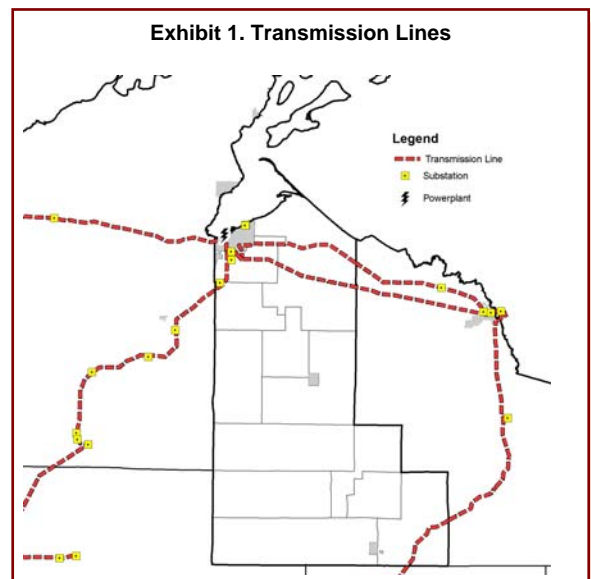 Exhibit 1. Transmission Lines
Legend
Transmission Line
Substation
Powerplant